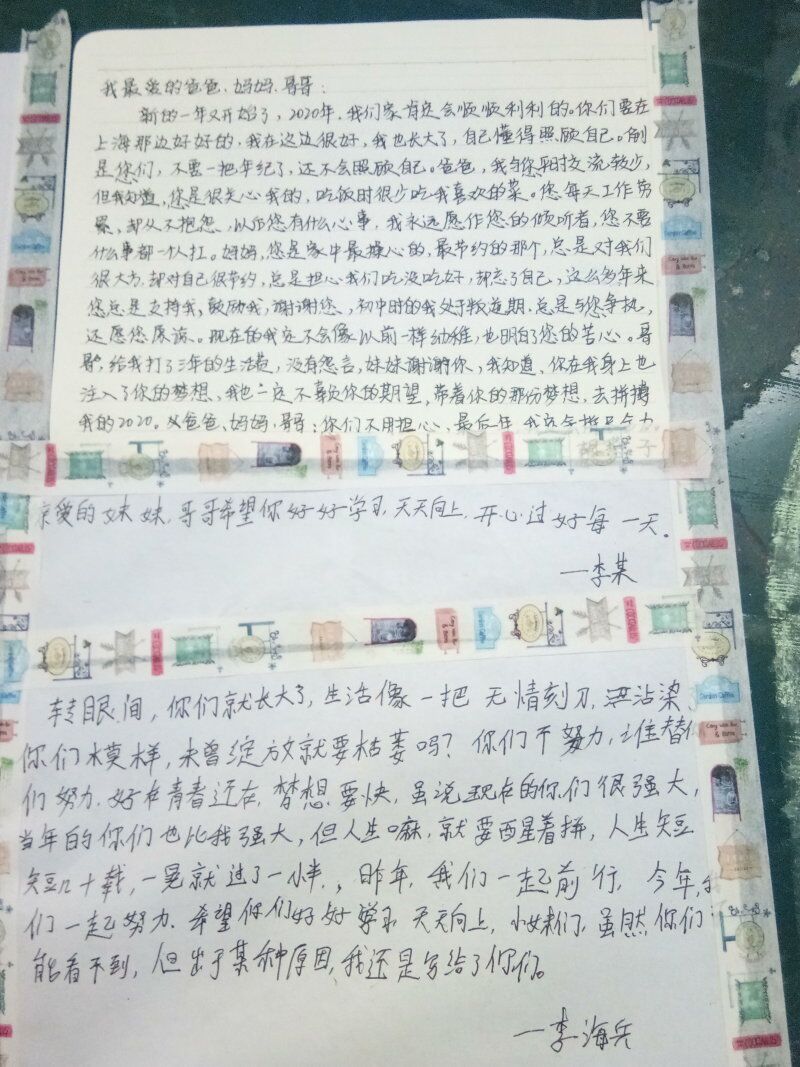 我最爱的爸爸、妈妈、哥哥：
新的一年又开始了，2020年，我们家肯定会顺顺利利的。你们要在
上海那边好好的，我在这边很好，我也长大了，自己懂得照顾自己。倒
是您们，不要一把年纪了，还不会照顾自己。爸爸，我与您平时交流较少，
但我知道，您是很关心我的，吃饭时很少吃我喜欢的菜。您每天工作劳
累，却从不抱怨，以后您有什么心事，我永远愿作您的倾听者，您不要
什么事都一个人扛。妈妈，您是家中最操心的，最节约的那个，总是对我们
很大方，却对自己很节约，总是担心我们吃没吃好，却忘了自己，这么多年来
您总是支持我，鼓励我，谢谢您、初中时的我处于叛逆期，总是与您争执，
还愿您原谅。现在的我定不会像以前一样幼稚，也明白了您的苦心。哥
哥，给我打了三年的生活费，没有怨言，妹妹谢谢你，我知道、你在我身上也
注入了你的梦想、我也一定不辜负你的期望，带着你的那份梦想，去拼搏
我的2020。爸爸、妈妈、哥哥：你们不用担心、最后一年
爱的妹妹，哥哥希望你好好学习，天天向上，开心过好每一天。
—李某
转眼间，你们就长大了，生活像一把无情刻刀，沾染
你们模样，未曾绽放就要枯萎吗？你们不努力，谁替你
们努力。好在青春还在，梦想要快，虽说现在的你们很强大，
当年的你们也比我强大，但人生嘛，就要西星着拼，人生短
短几十载，一晃就过了一小半，昨年，我们一起前行，今年，我
们一起努力。希望你们好好学习天天向上，小妹们，虽然你们
能看不到，但出于某种原因，我还是写给了你们。
—李海兵